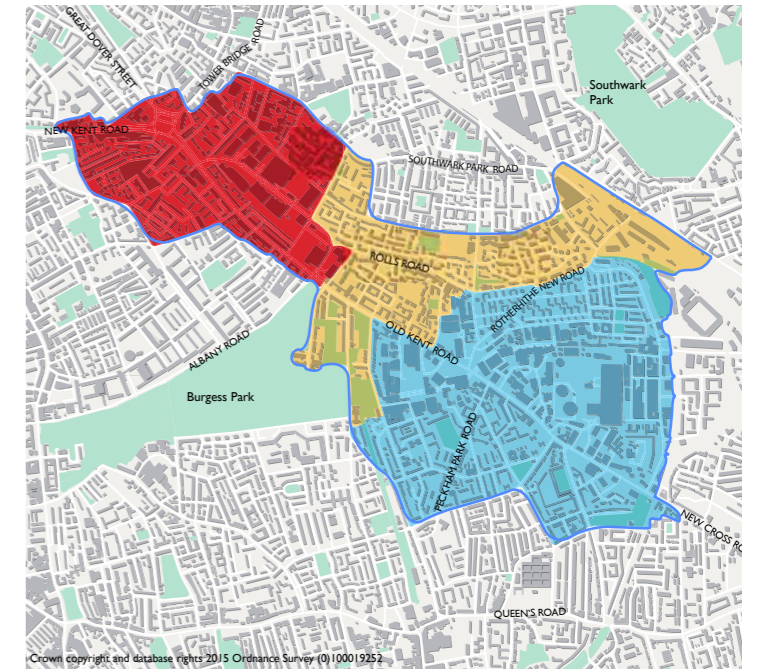 GREAT DOVER STREET
TOWER BRIDGE ROAD
Southwark
Park
NEW KENT ROAD
SOUTHWARK PARK ROAD
ROLLS ROAD
ROTHERHITHE NEW ROAD
OLD KENT ROAD
ALBANY ROAD
Burgess Park
PECKHAM PARK ROAD
NEW CROSS RO
QUEEN'S ROAD
Crown copyright and database rights 2015 Ordnance Survey (0)100019252